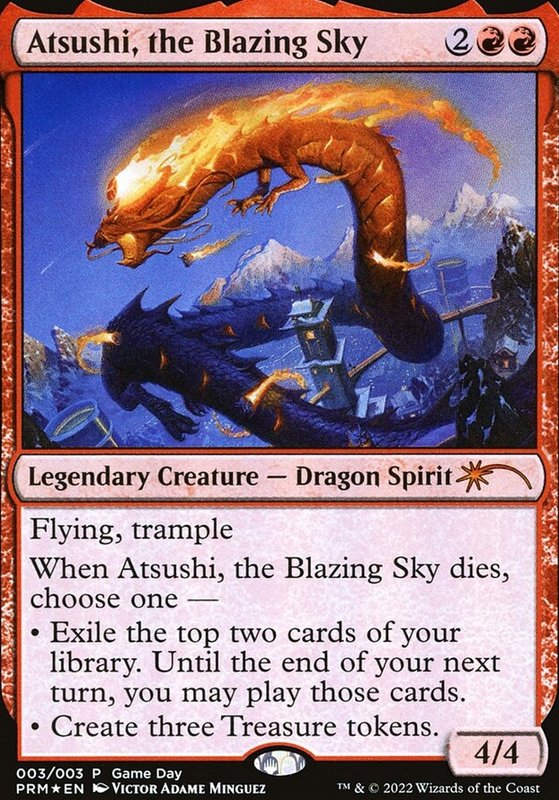 Atsushi, the Blazing Sky 2
Legendary Creature — Dragon Spirit
Flying, trample
When Atsushi, the Blazing Sky dies,
choose one —
• Exile the top two cards of your
library. Until the end of your next
turn, you may play those cards.
• Create three Treasure tokens.
4/4
003/003 P Game Day
PRM★EN Victor Adame Minguez
™ & © 2022 Wizards of the Coast